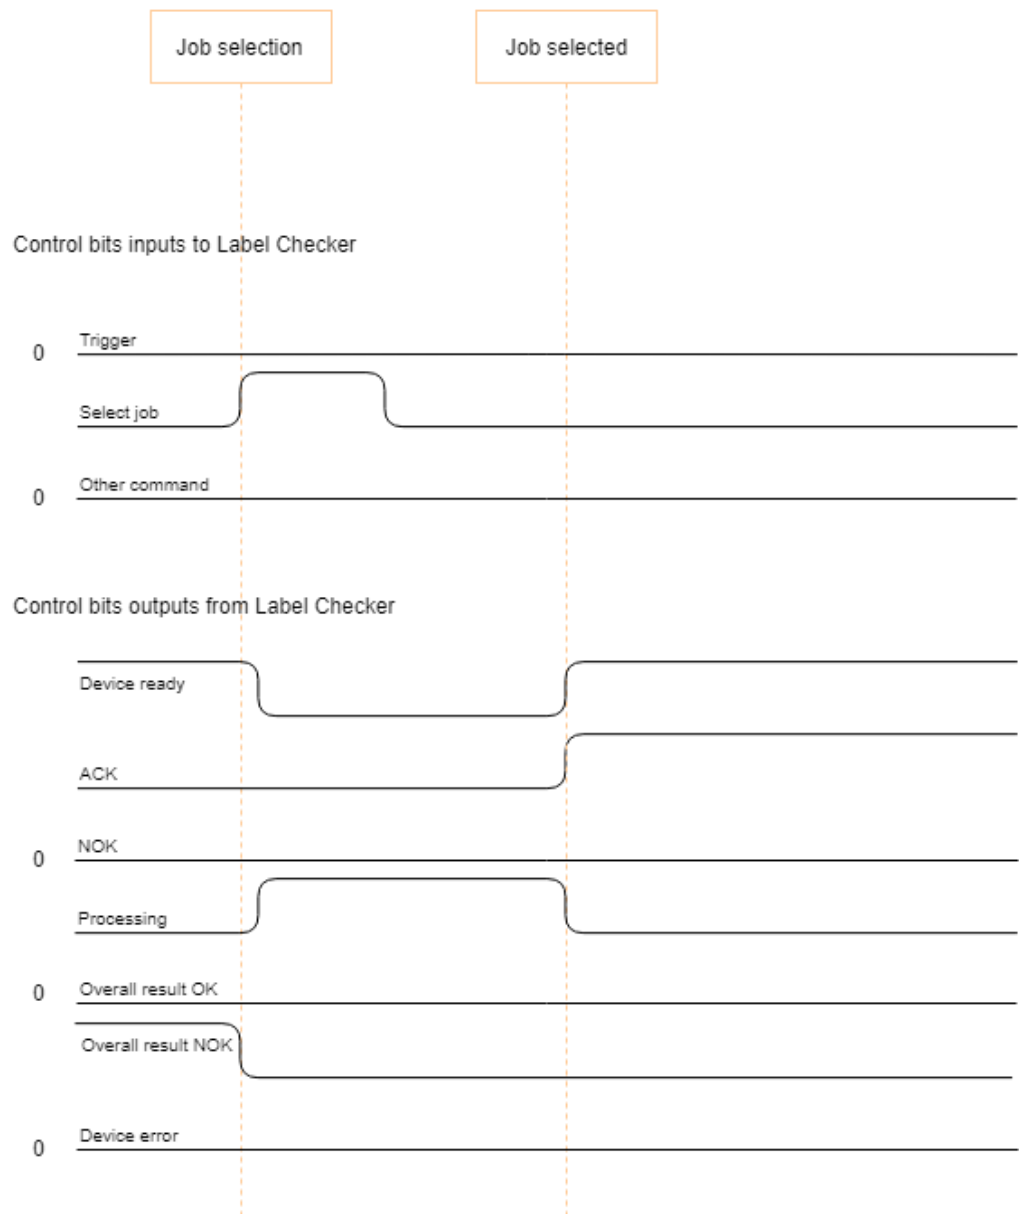 Job selection
Job selected
Control bits inputs to Label Checker
Trigger
0
Select job
Other command
0
Control bits outputs from Label Checker
Device ready
ACK
NOK
0
Processing
Overall result OK
0
Overall result NOK
Device error
0